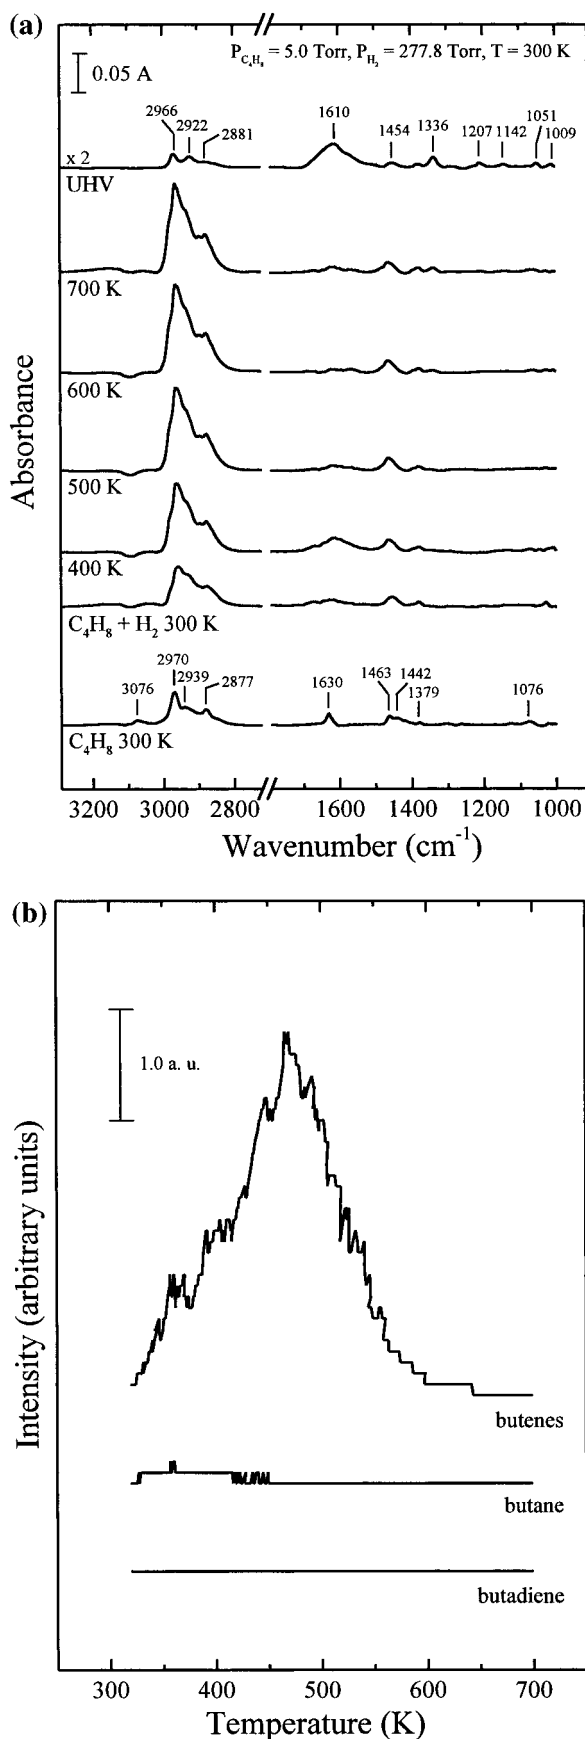 (a)
P_C₄H₈ = 5.0 Torr, P_H₂ = 277.8 Torr, T = 300 K
0.05 A
2966 2922 2881 1610 1454 1336 1207 1142 1051 1009
x 2
UHV
700 K
600 K
500 K
400 K
C₄H₈ + H₂ 300 K
3076 2970 2939 2877 1630 1463 1442 1379 1076
C₄H₈ 300 K
Absorbance
3200 3000 2800 1600 1400 1200 1000
Wavenumber (cm⁻¹)
(b)
1.0 a. u.
Intensity (arbitrary units)
butenes
butane
butadiene
300 400 500 600 700
Temperature (K)